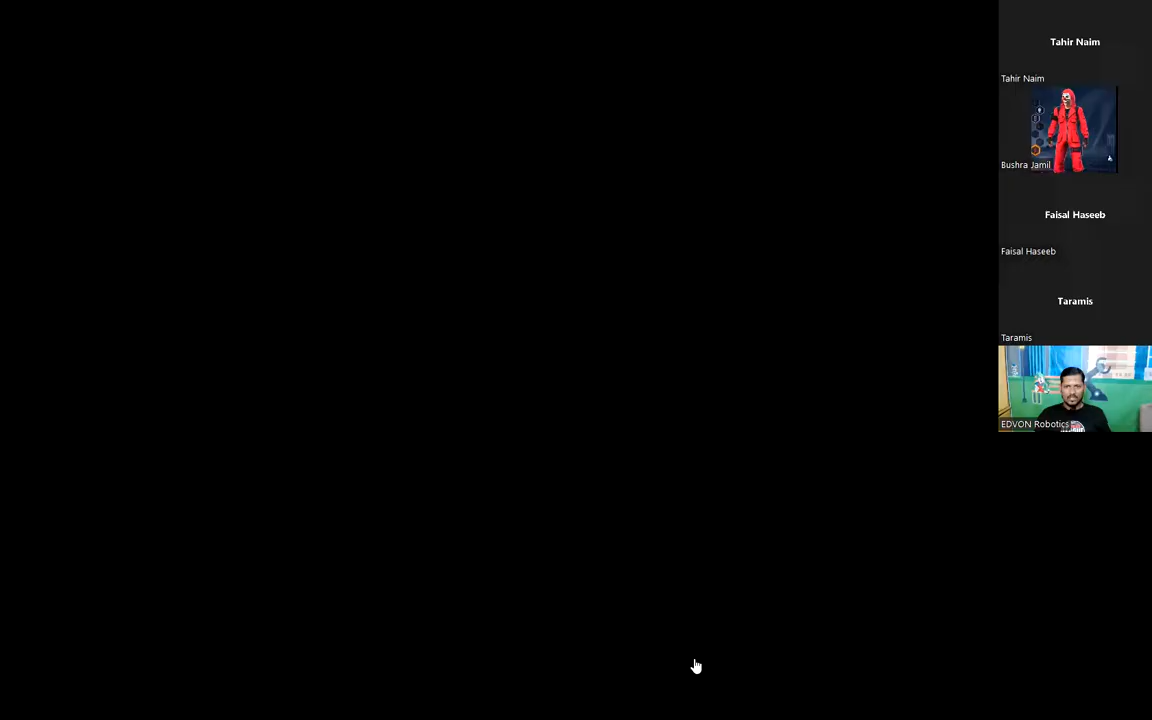 Tahir Naim
Tahir Naim
Bushra Jamil
Faisal Haseeb
Faisal Haseeb
Taramis
Taramis
EDVON Robotics